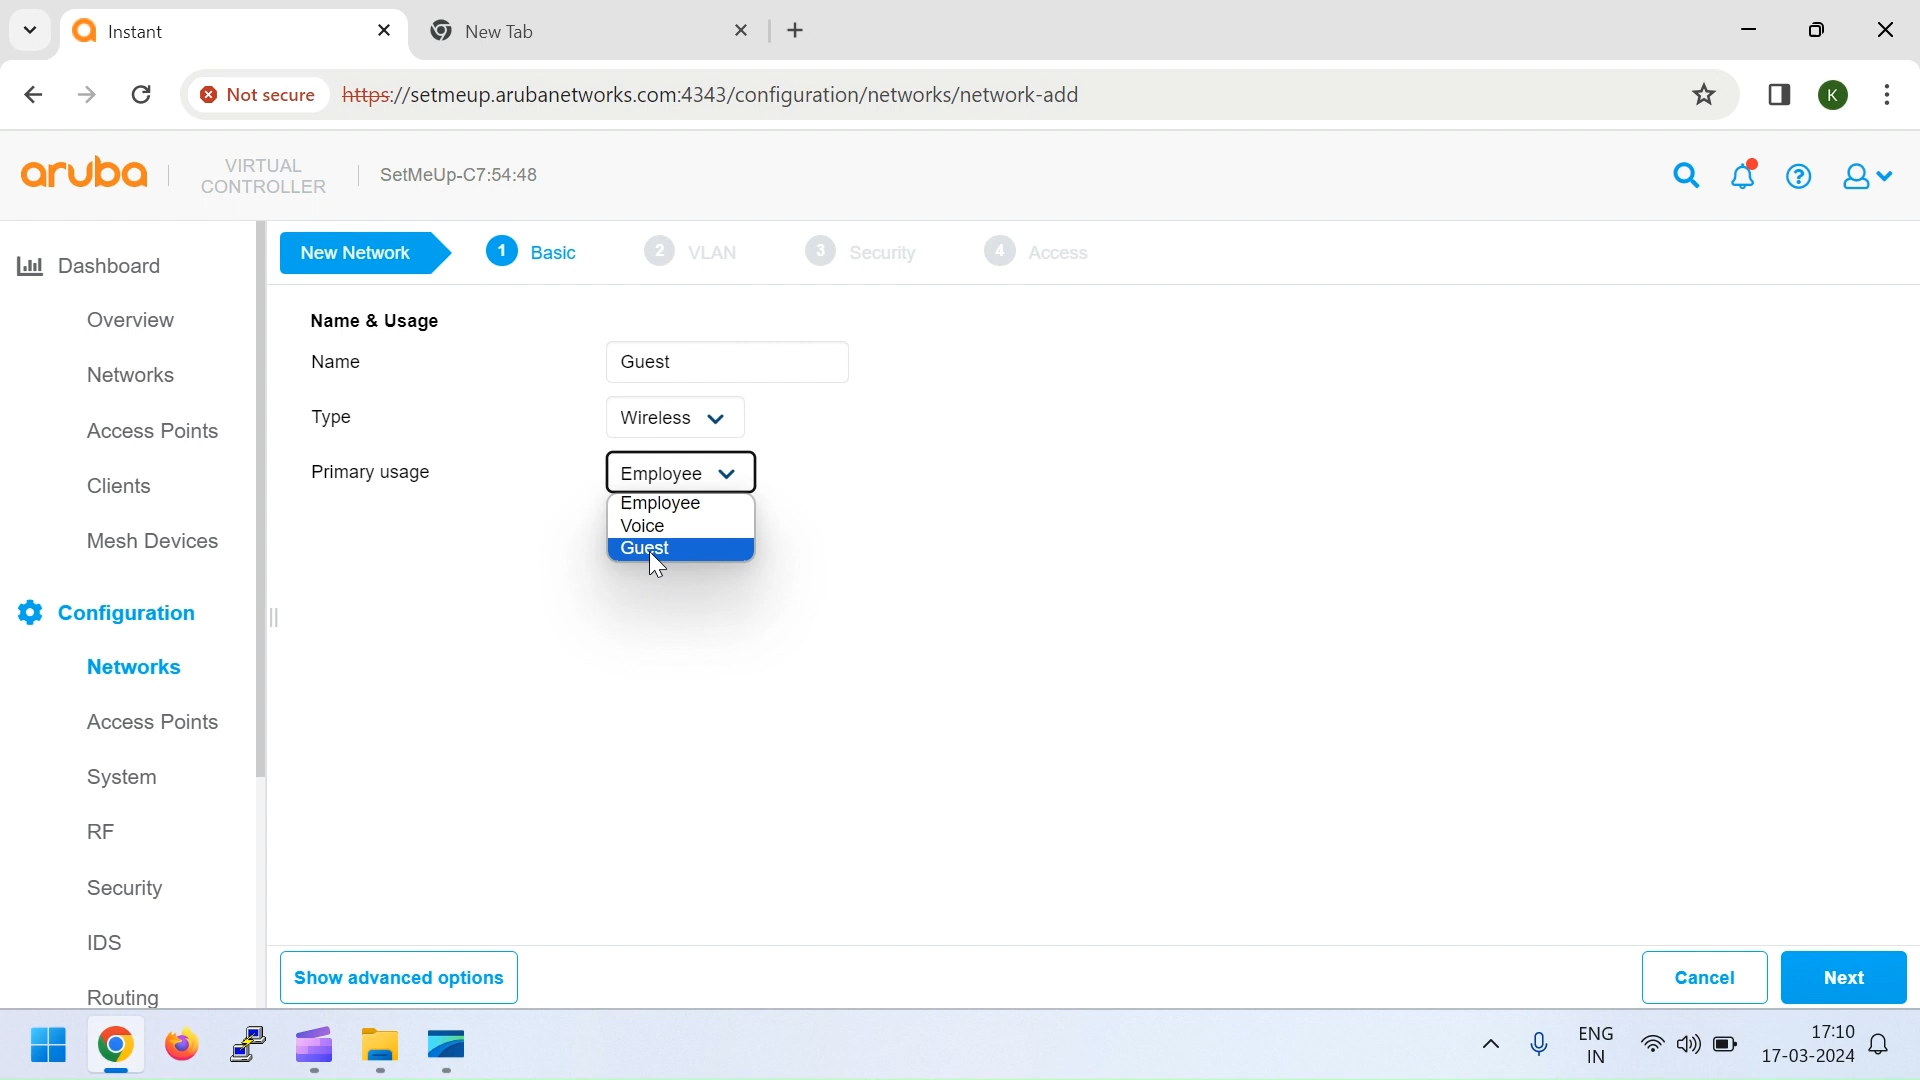 Instant
New Tab
Not secure
https://setmeup.arubanetworks.com:4343/configuration/networks/network-add
K
aruba
VIRTUAL
CONTROLLER
SetMeUp-C7:54:48
Dashboard
Overview
Networks
Access Points
Clients
Mesh Devices
Configuration
Networks
Access Points
System
RF
Security
IDS
Routing
New Network
1 Basic
2 VLAN
3 Security
4 Access
Name & Usage
Name
Guest
Type
Wireless
Primary usage
Employee
Employee
Voice
Guest
Show advanced options
Cancel
Next
ENG
IN
17:10
17-03-2024